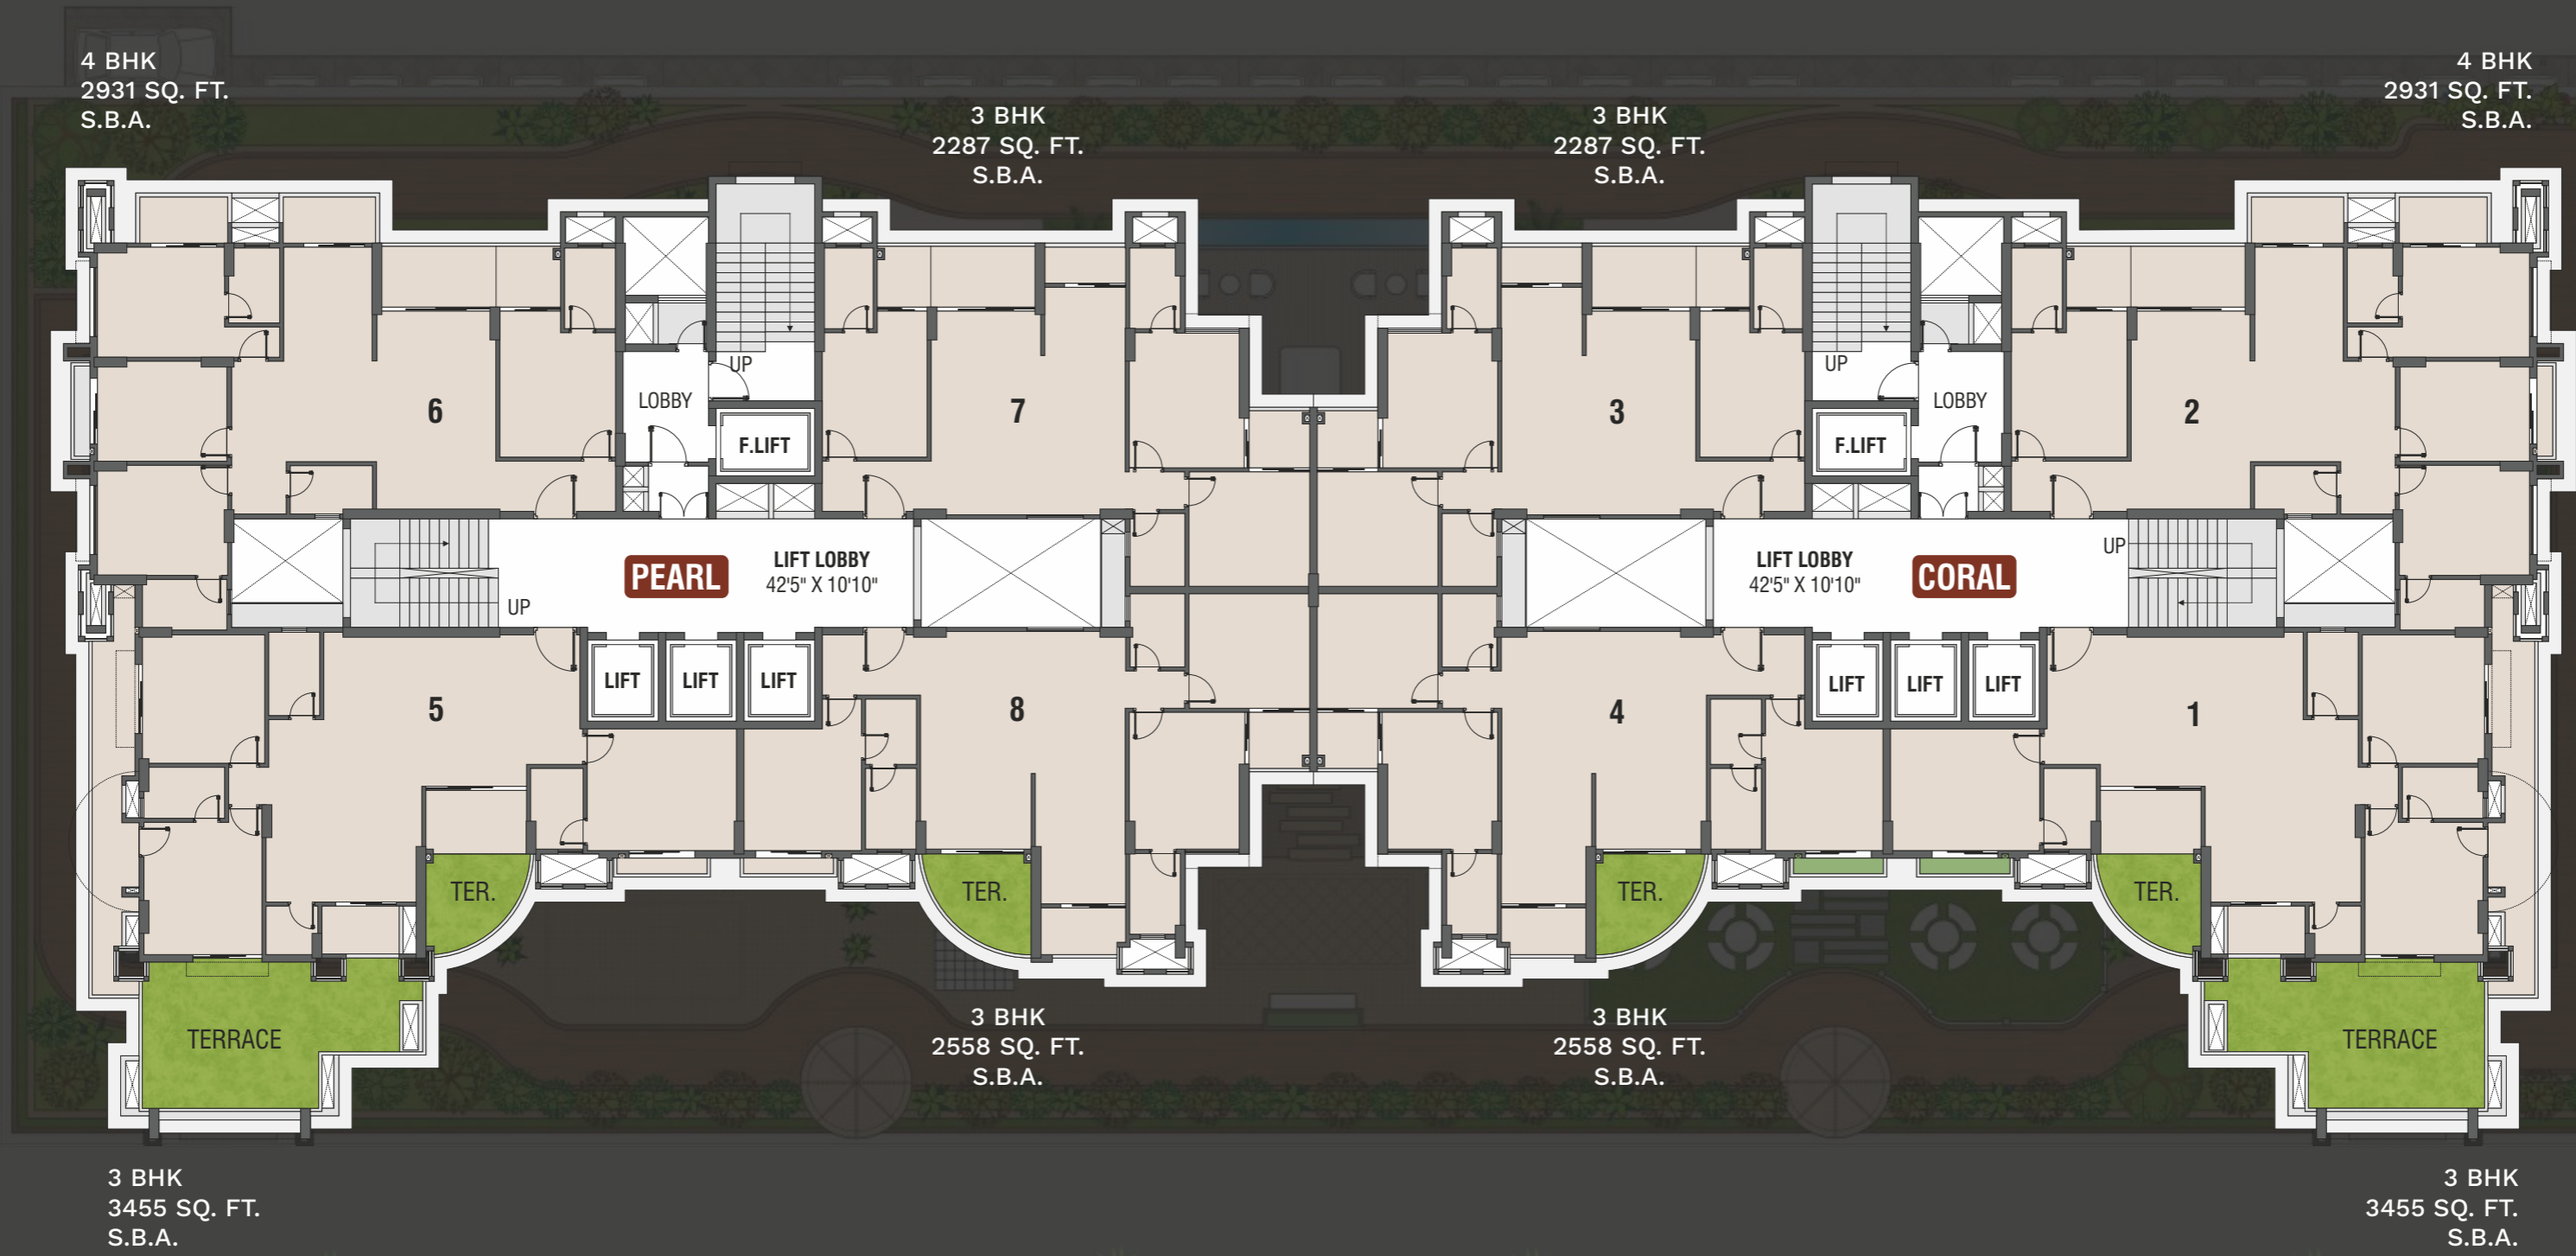 4 BHK
2931 SQ. FT.
S.B.A.
3 BHK
2287 SQ. FT.
S.B.A.
3 BHK
2287 SQ. FT.
S.B.A.
4 BHK
2931 SQ. FT.
S.B.A.
UP
LOBBY
F.LIFT
6
7
3
2
UP
LOBBY
F.LIFT
PEARL
LIFT LOBBY
42'5" X 10'10"
UP
LIFT LOBBY
42'5" X 10'10"
CORAL
UP
LIFT
LIFT
LIFT
LIFT
LIFT
LIFT
5
8
4
1
TER.
TER.
TER.
TER.
TERRACE
TERRACE
3 BHK
2558 SQ. FT.
S.B.A.
3 BHK
2558 SQ. FT.
S.B.A.
3 BHK
3455 SQ. FT.
S.B.A.
3 BHK
3455 SQ. FT.
S.B.A.